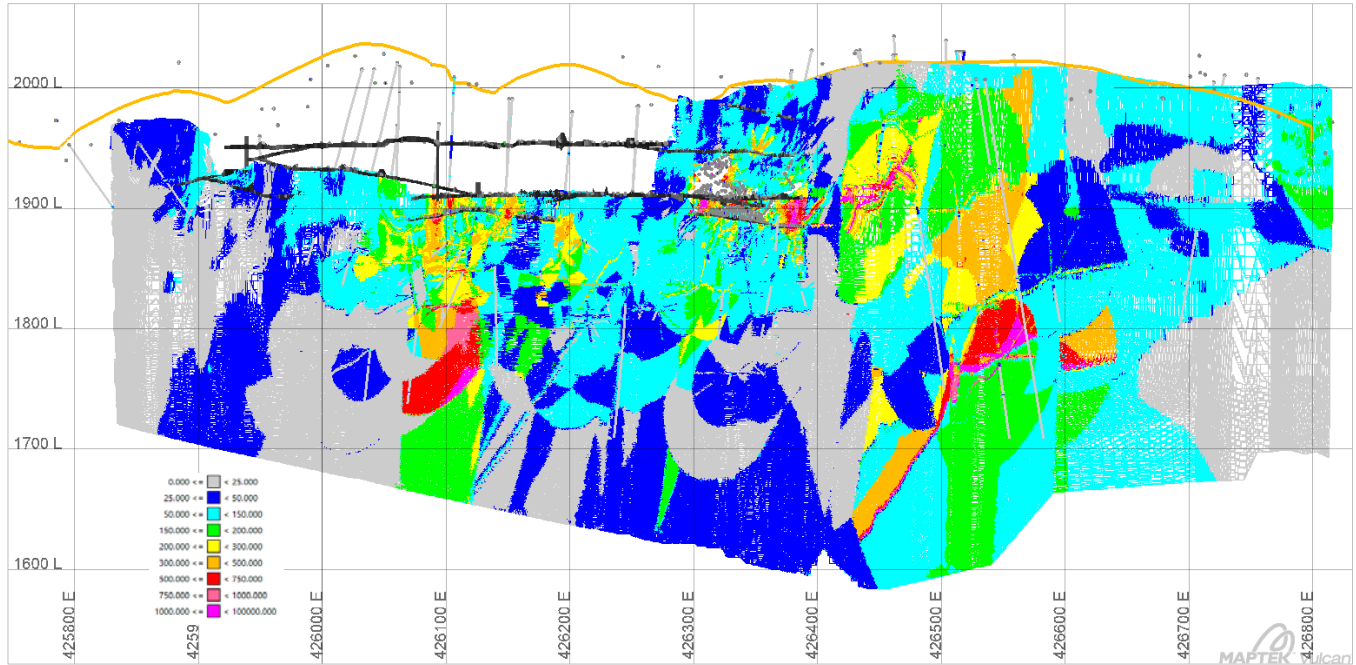 2000 L
1900 L
1800 L
1700 L
1600 L
0.000 <= < 25.000
25.000 <= < 50.000
50.000 <= < 150.000
150.000 <= < 200.000
200.000 <= < 300.000
300.000 <= < 500.000
500.000 <= < 750.000
750.000 <= < 1000.000
1000.000 <= < 100000.000
425800 E
4259
426000 E
426100 E
426200 E
426300 E
426400 E
426500 E
426600 E
426700 E
426800 E
MAPTEK Vulcan